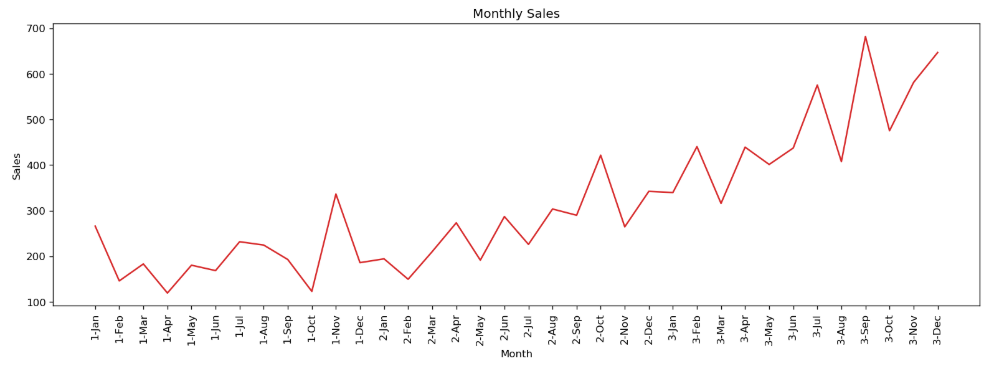 Monthly Sales
700
600
500
400
300
200
100
Sales
1-Jan
1-Feb
1-Mar
1-Apr
1-May
1-Jun
1-Jul
1-Aug
1-Sep
1-Oct
1-Nov
1-Dec
2-Jan
2-Feb
2-Mar
2-Apr
2-May
2-Jun
2-Jul
2-Aug
2-Sep
2-Oct
2-Nov
2-Dec
3-Jan
3-Feb
3-Mar
3-Apr
3-May
3-Jun
3-Jul
3-Aug
3-Sep
3-Oct
3-Nov
3-Dec
Month